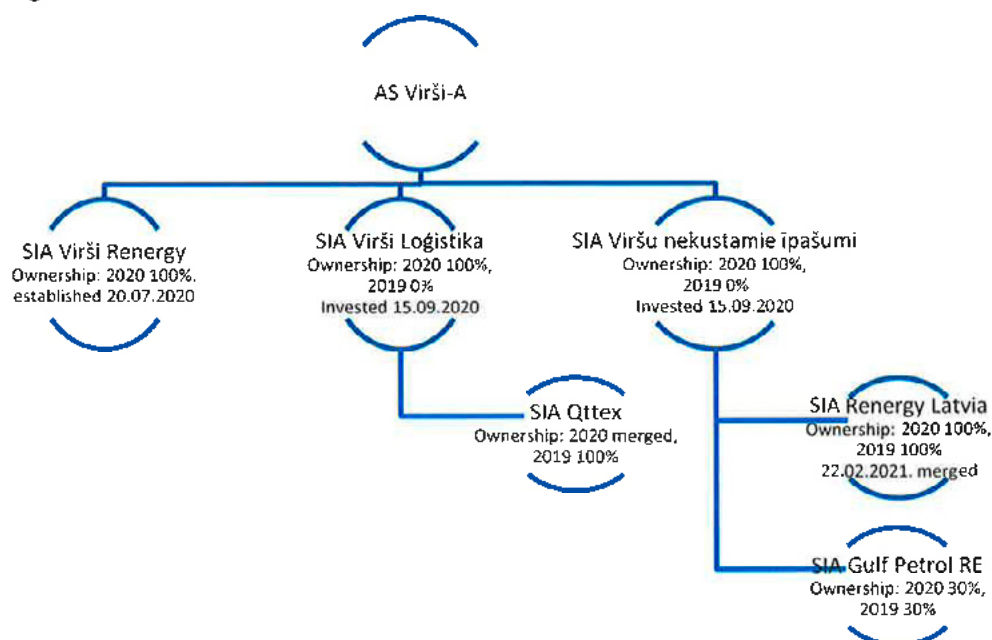 AS Virši-A
SIA Virši Renergy
Ownership: 2020 100%.
established 20.07.2020
SIA Virši Loģistika
Ownership: 2020 100%,
2019 0%
Invested 15.09.2020
SIA Viršu nekustamie īpašumi
Ownership: 2020 100%,
2019 0%
Invested 15.09.2020
SIA Qttex
Ownership: 2020 merged,
2019 100%
SIA Renergy Latvia
Ownership: 2020 100%,
2019 100%
22.02.2021. merged
SIA Gulf Petrol RE
Ownership: 2020 30%,
2019 30%